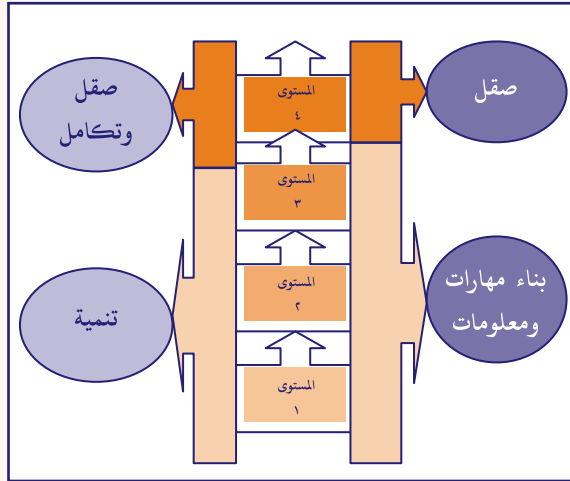 صقل
المستوى
٤
صقل
وتكامل
المستوى
٣
بناء مهارات
ومعلومات
المستوى
٢
تنمية
المستوى
١